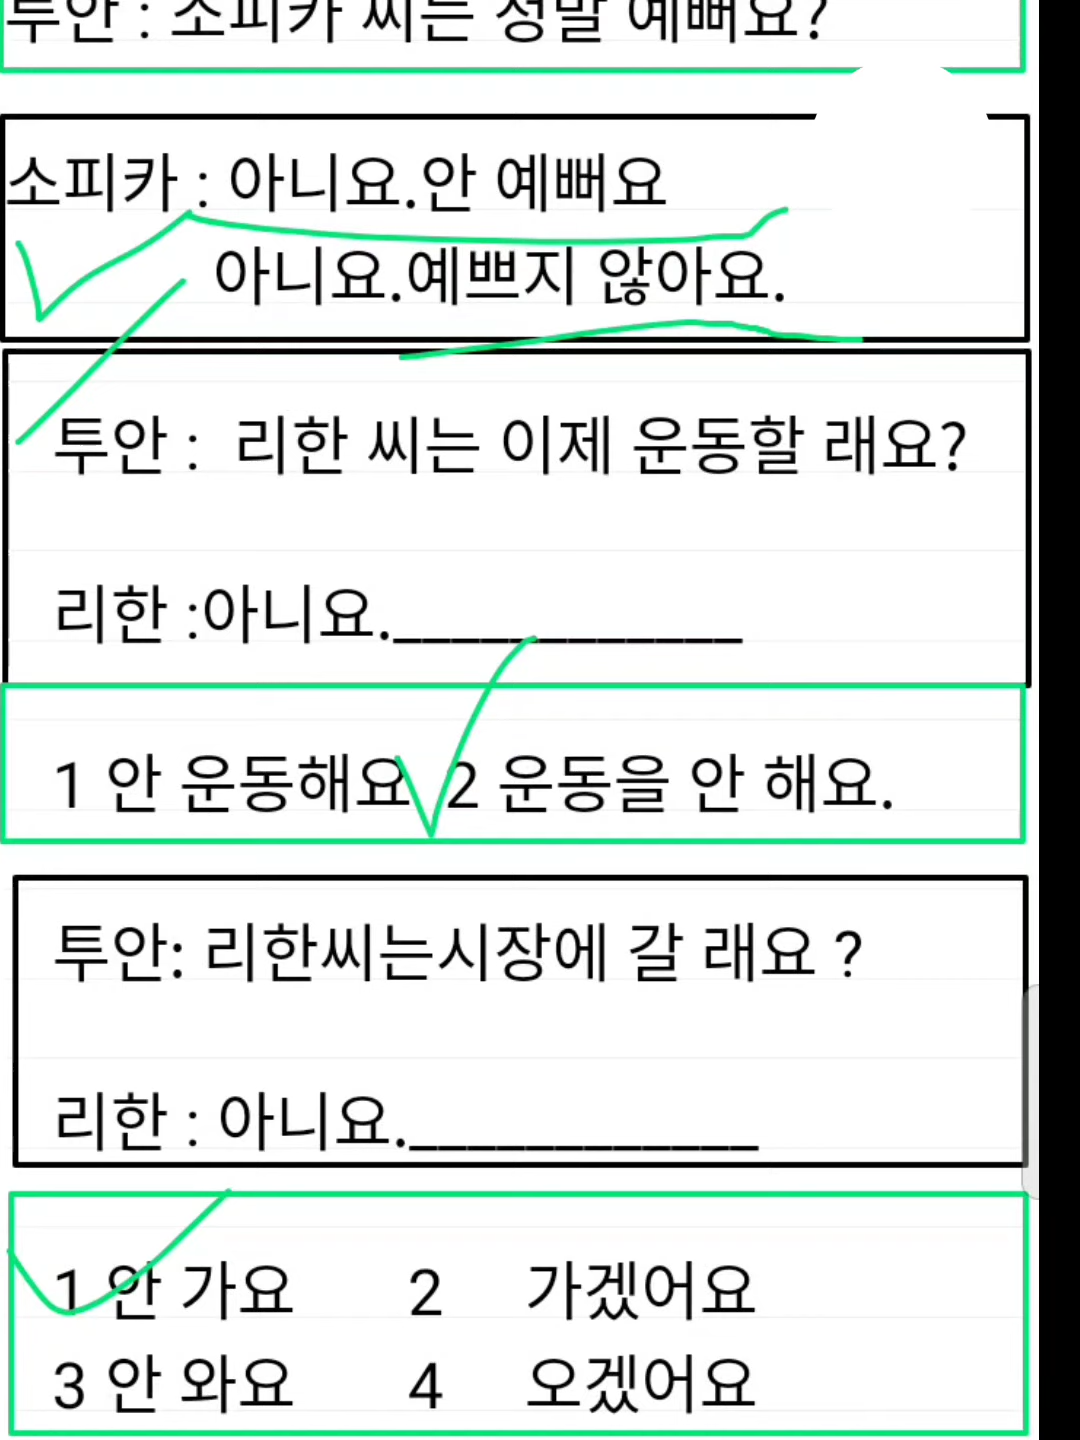 투안 : 소피카 씨는 정말 예뻐요?
소피카 : 아니요.안 예뻐요
아니요.예쁘지 않아요.
투안 : 리한 씨는 이제 운동할 래요?
리한 :아니요.____________
1 안 운동해요 2 운동을 안 해요.
투안: 리한씨는시장에 갈 래요 ?
리한 : 아니요.____________
1 안 가요 2 가겠어요
3 안 와요 4 오겠어요